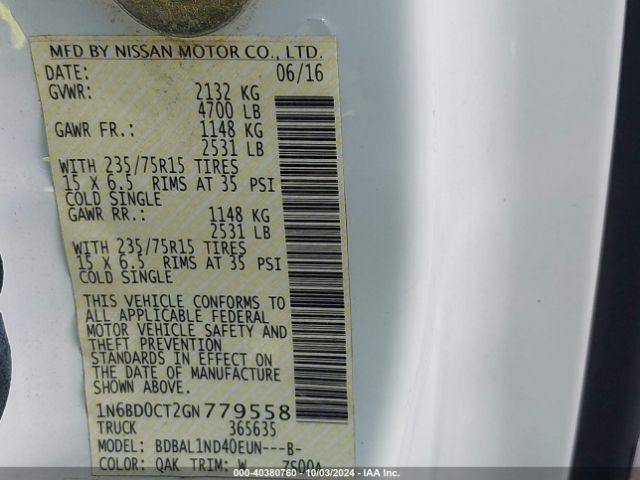 MFD BY NISSAN MOTOR CO., LTD.
DATE: 06/16
GVWR: 2132 KG
4700 LB
GAWR FR.: 1148 KG
2531 LB
WITH 235/75R15 TIRES
15 X 6.5 RIMS AT 35 PSI
COLD SINGLE
GAWR RR.: 1148 KG
2531 LB
WITH 235/75R15 TIRES
15 X 6.5 RIMS AT 35 PSI
COLD SINGLE
THIS VEHICLE CONFORMS TO
ALL APPLICABLE FEDERAL
MOTOR VEHICLE SAFETY AND
THEFT PREVENTION
STANDARDS IN EFFECT ON
THE DATE OF MANUFACTURE
SHOWN ABOVE.
1N6BD0CT2GN779558
TRUCK 365635
MODEL: BDBAL1ND40EUN---B-
COLOR: QAK TRIM: W
000-40380760 - 10/03/2024 -